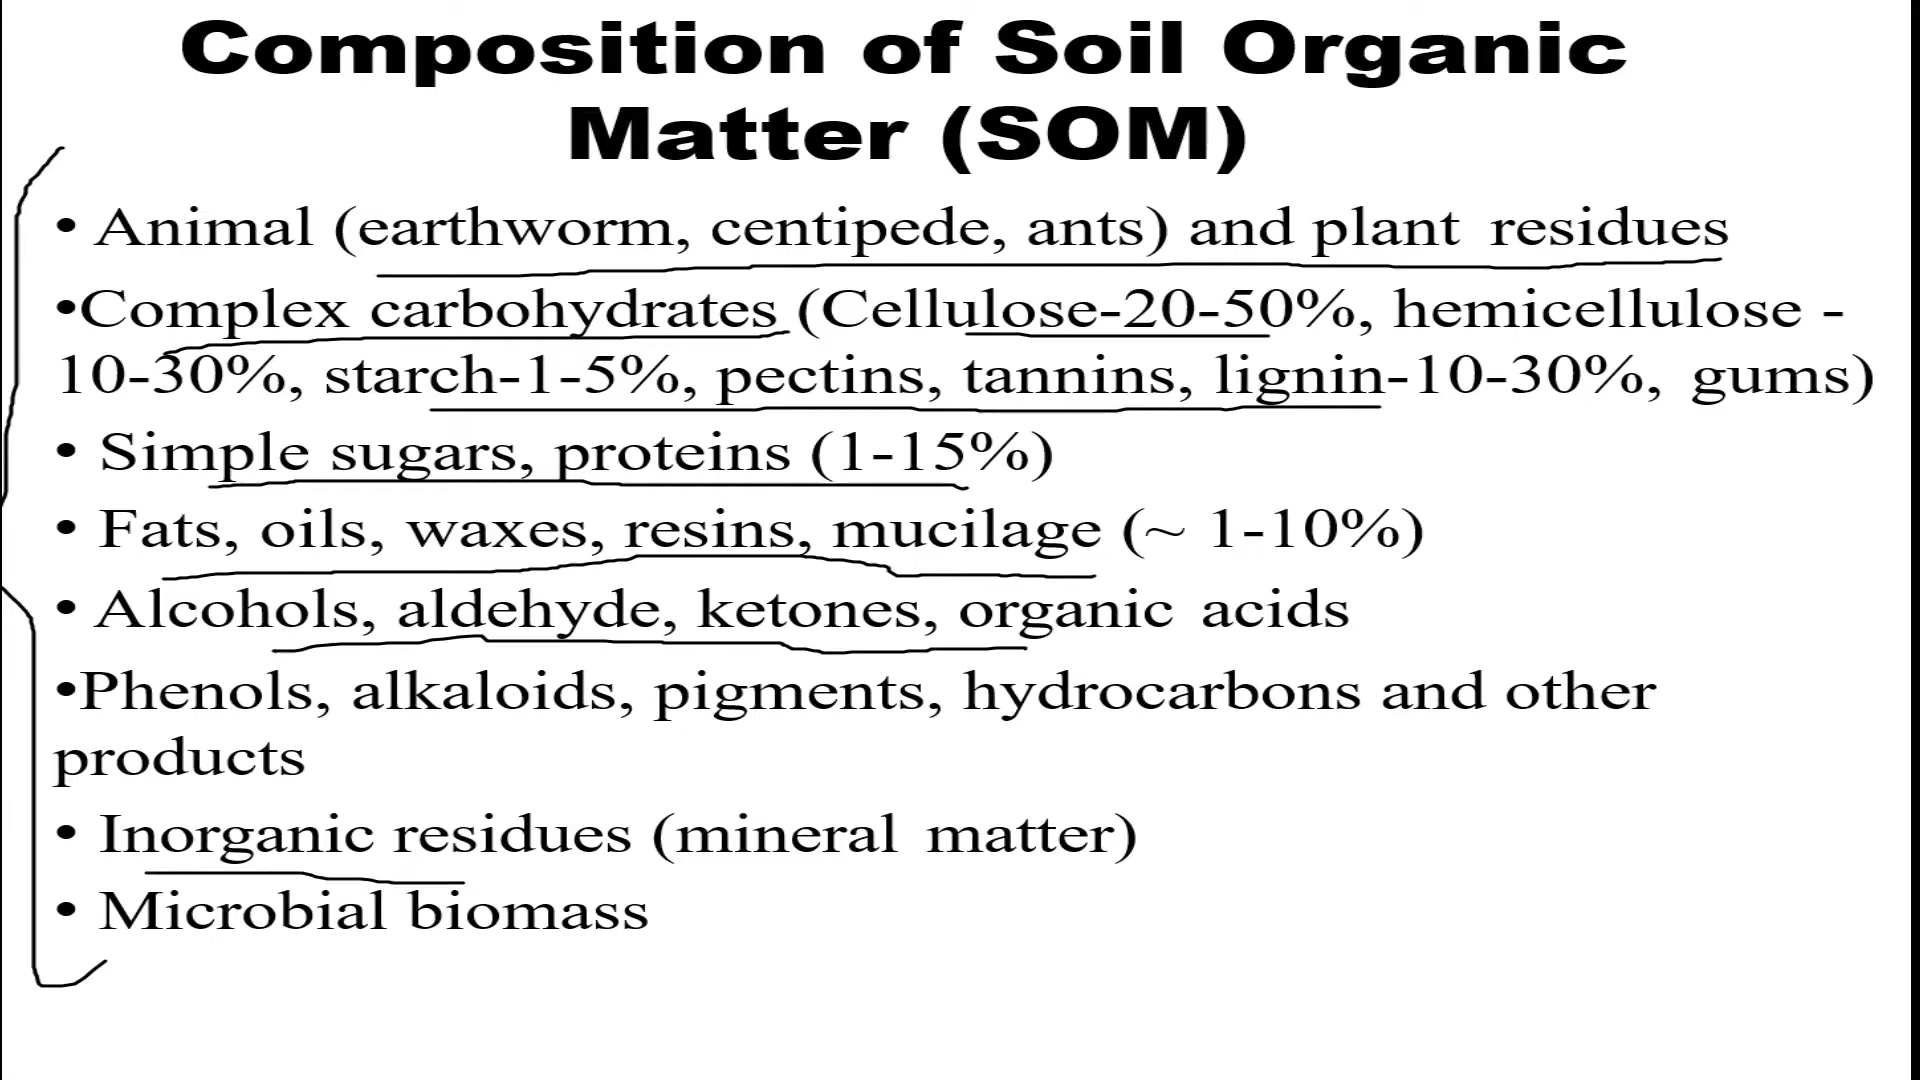 Composition of Soil Organic
Matter (SOM)
• Animal (earthworm, centipede, ants) and plant residues
•Complex carbohydrates (Cellulose-20-50%, hemicellulose -
10-30%, starch-1-5%, pectins, tannins, lignin-10-30%, gums)
• Simple sugars, proteins (1-15%)
• Fats, oils, waxes, resins, mucilage (~ 1-10%)
• Alcohols, aldehyde, ketones, organic acids
•Phenols, alkaloids, pigments, hydrocarbons and other
products
• Inorganic residues (mineral matter)
• Microbial biomass